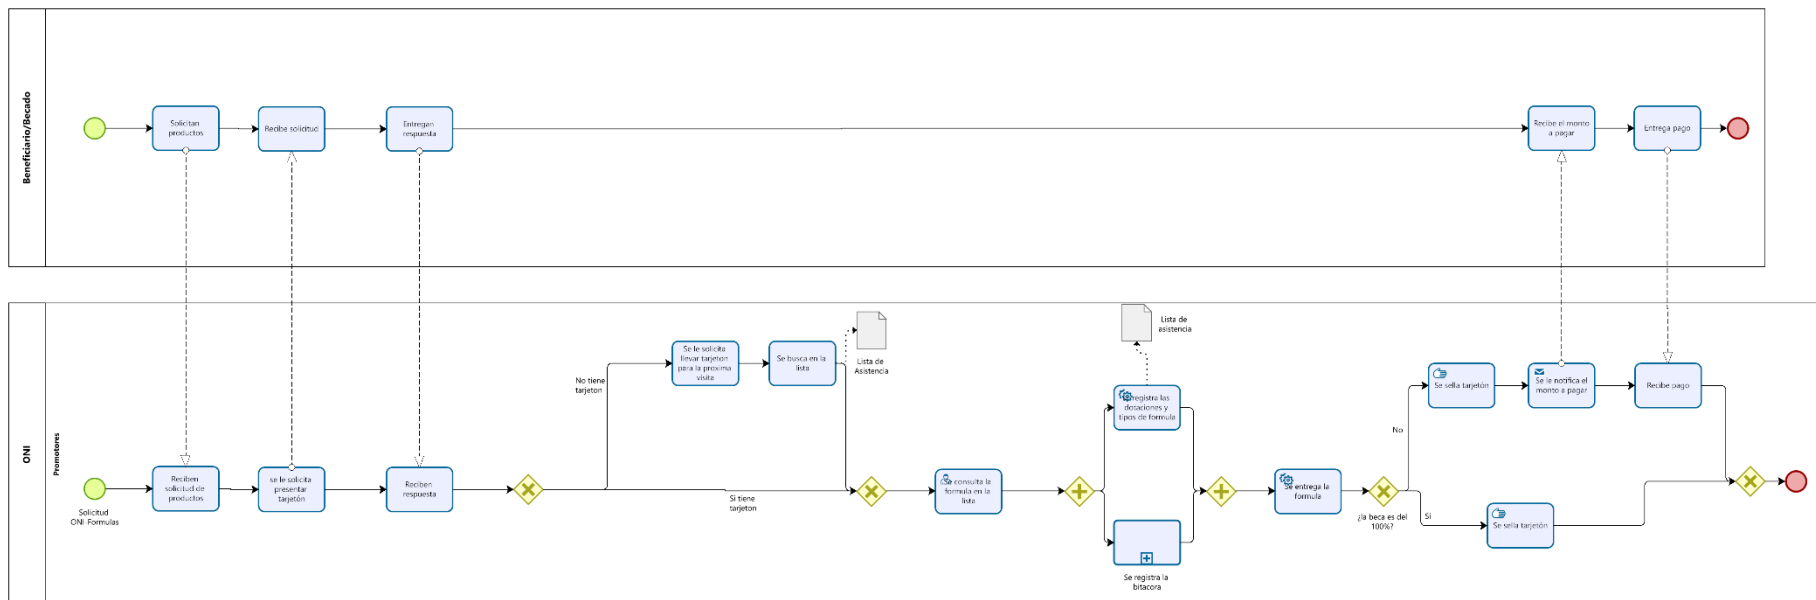 Beneficiario/Becado
Solicitan
productos
Recibe solicitud
Entregan
respuesta
Recibe el monto
a pagar
Entrega pago
ONI
Promotores
Solicitud
ONI-Formulas
Reciben
solicitud de
productos
se le solicita
presentar
tarjetón
Reciben
respuesta
No tiene
tarjeton
Si tiene
tarjeton
Se le solicita
llevar tarjeton
para la proxima
visita
Se busca en la
lista
Lista de
Asistencia
Se consulta la
formula en la
lista
Lista de
asistencia
registra las
dotaciones y
tipos de formula
Se registra la
bitacora
Se entrega la
formula
¿la beca es del
100%?
No
Si
Se sella tarjetón
Se le notifica el
monto a pagar
Recibe pago
Se sella tarjetón